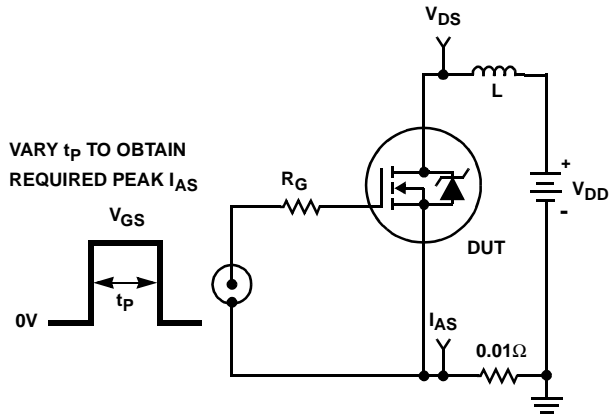 VDS
L
VARY tP TO OBTAIN
REQUIRED PEAK IAS
RG
+
VDD
-
VGS
DUT
tP
0V
IAS
0.01Ω